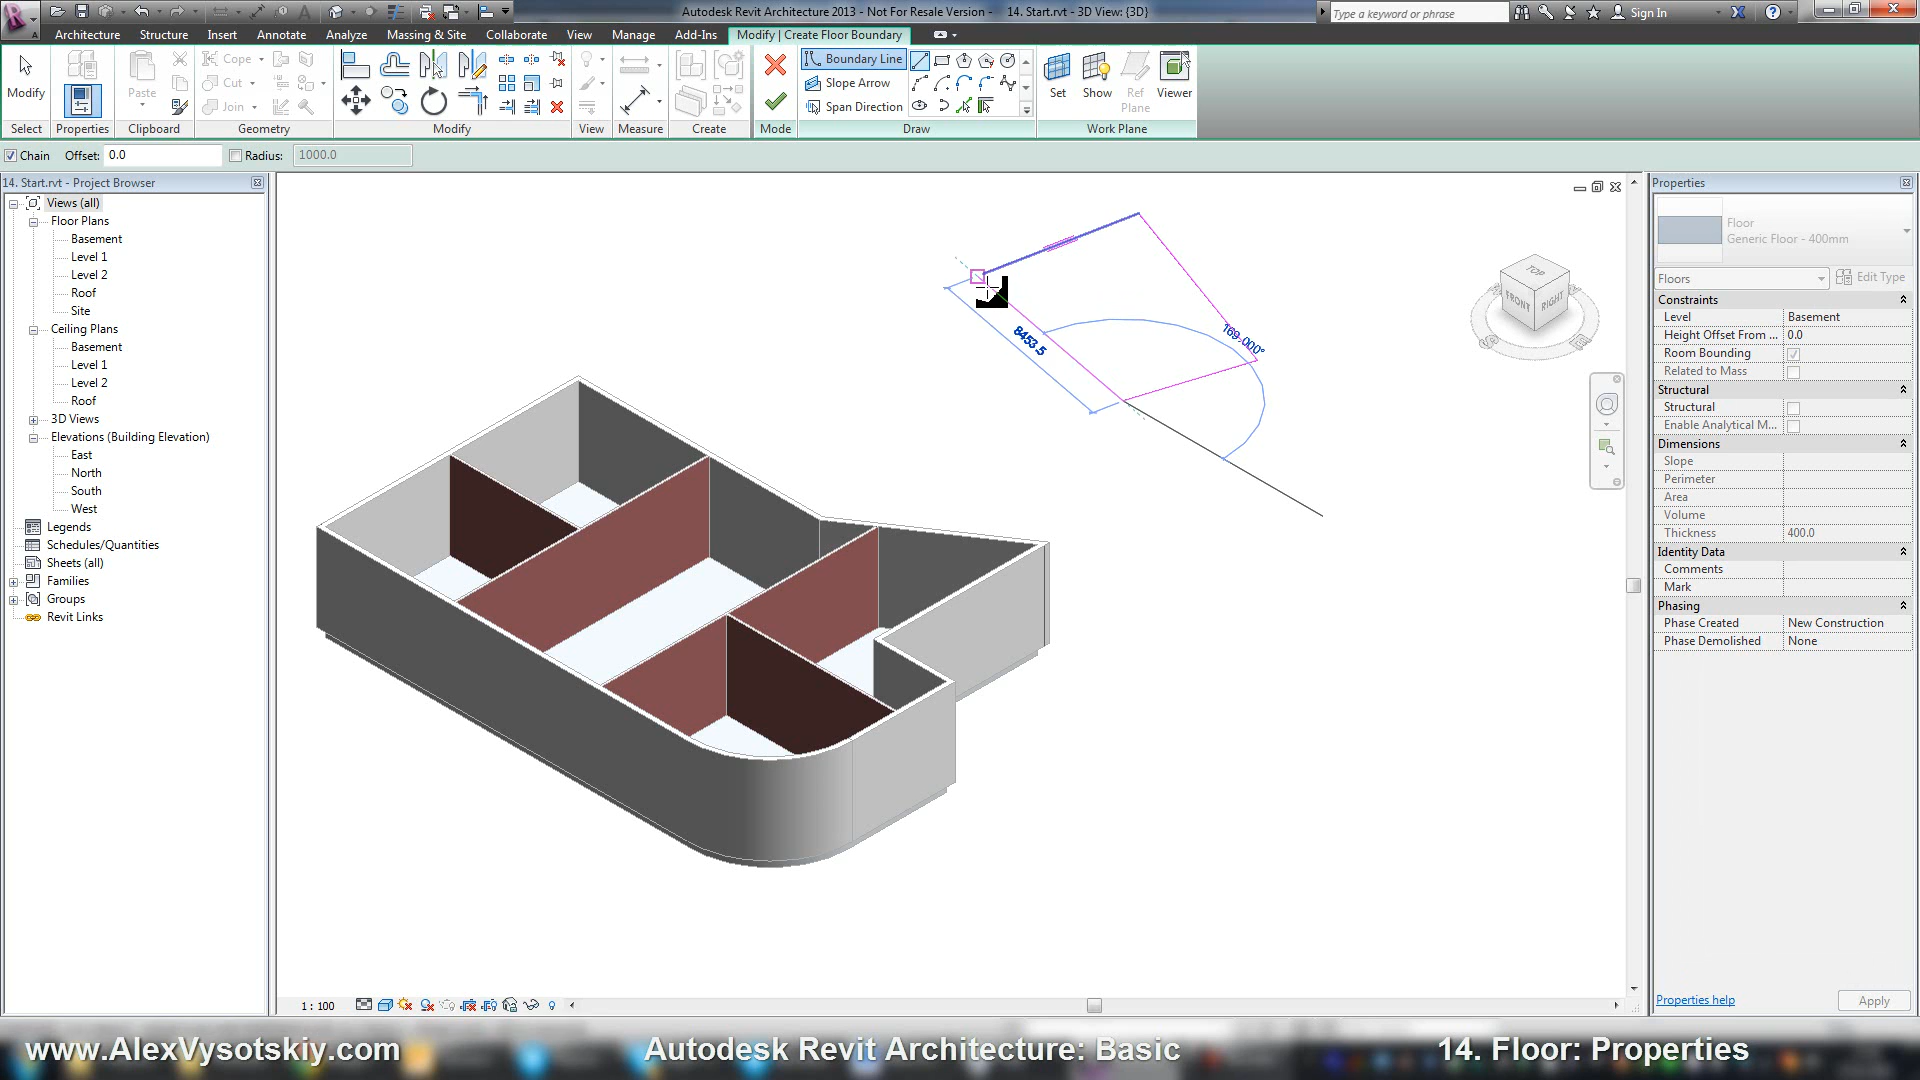 Autodesk Revit Architecture 2013 - Not For Resale Version -     14. Start.rvt - 3D View: {3D}
Type a keyword or phrase
Sign In
Architecture Structure Insert Annotate Analyze Massing & Site Collaborate View Manage Add-Ins Modify | Create Floor Boundary
Modify
Paste
Cope
Cut
Join
Boundary Line
Slope Arrow
Span Direction
Set Show Ref Plane Viewer
Select Properties Clipboard Geometry Modify View Measure Create Mode Draw Work Plane
Chain Offset: 0.0 Radius: 1000.0
14. Start.rvt - Project Browser
Views (all)
Floor Plans
Basement
Level 1
Level 2
Roof
Site
Ceiling Plans
Basement
Level 1
Level 2
Roof
3D Views
Elevations (Building Elevation)
East
North
South
West
Legends
Schedules/Quantities
Sheets (all)
Families
Groups
Revit Links
8453.5
169.000°
TOP
FRONT
RIGHT
1 : 100
Properties
Floor
Generic Floor - 400mm
Floors Edit Type
Constraints
Level Basement
Height Offset From ... 0.0
Room Bounding
Related to Mass
Structural
Structural
Enable Analytical M...
Dimensions
Slope
Perimeter
Area
Volume
Thickness 400.0
Identity Data
Comments
Mark
Phasing
Phase Created New Construction
Phase Demolished None
Properties help Apply
www.AlexVysotskiy.com Autodesk Revit Architecture: Basic 14. Floor: Properties